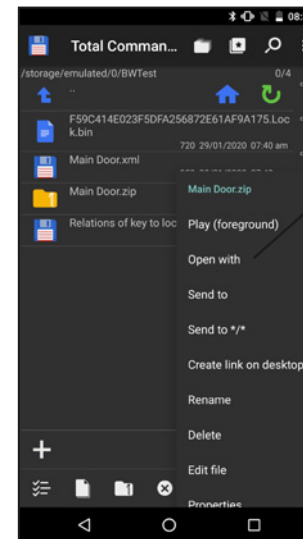 08:
Total Comman...
/storage/emulated/0/BWTest 0/4
..
F59C414E023F5DFA256872E61AF9A175.Loc
k.bin
720 29/01/2020 07:40 am
Main Door.xml
Main Door.zip
Relations of key to loc
Main Door.zip
Play (foreground)
Open with
Send to
Send to */*
Create link on desktop
Rename
Delete
Edit file
Properties